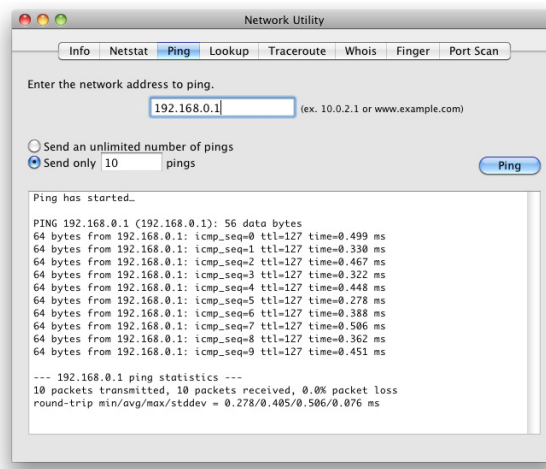 Network Utility
Info Netstat Ping Lookup Traceroute Whois Finger Port Scan
Enter the network address to ping.
192.168.0.1 (ex. 10.0.2.1 or www.example.com)
Send an unlimited number of pings
Send only 10 pings
Ping
Ping has started…
PING 192.168.0.1 (192.168.0.1): 56 data bytes
64 bytes from 192.168.0.1: icmp_seq=0 ttl=127 time=0.499 ms
64 bytes from 192.168.0.1: icmp_seq=1 ttl=127 time=0.330 ms
64 bytes from 192.168.0.1: icmp_seq=2 ttl=127 time=0.467 ms
64 bytes from 192.168.0.1: icmp_seq=3 ttl=127 time=0.322 ms
64 bytes from 192.168.0.1: icmp_seq=4 ttl=127 time=0.448 ms
64 bytes from 192.168.0.1: icmp_seq=5 ttl=127 time=0.278 ms
64 bytes from 192.168.0.1: icmp_seq=6 ttl=127 time=0.388 ms
64 bytes from 192.168.0.1: icmp_seq=7 ttl=127 time=0.506 ms
64 bytes from 192.168.0.1: icmp_seq=8 ttl=127 time=0.362 ms
64 bytes from 192.168.0.1: icmp_seq=9 ttl=127 time=0.451 ms
--- 192.168.0.1 ping statistics ---
10 packets transmitted, 10 packets received, 0.0% packet loss
round-trip min/avg/max/stddev = 0.278/0.405/0.506/0.076 ms